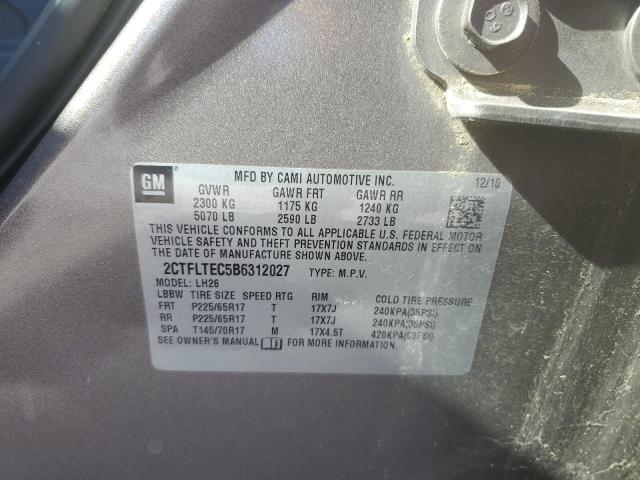 GM
MFD BY CAMI AUTOMOTIVE INC. 12/10
GVWR GAWR FRT GAWR RR
2300 KG 1175 KG 1240 KG
5070 LB 2590 LB 2733 LB
THIS VEHICLE CONFORMS TO ALL APPLICABLE U.S. FEDERAL MOTOR
VEHICLE SAFETY AND THEFT PREVENTION STANDARDS IN EFFECT ON
THE DATE OF MANUFACTURE SHOWN ABOVE.
2CTFLTEC5B6312027 TYPE: M.P.V.
MODEL: LH26
LBBW TIRE SIZE SPEED RTG RIM COLD TIRE PRESSURE
FRT P225/65R17 T 17X7J 240KPA(35PSI)
RR P225/65R17 T 17X7J 240KPA(35PSI)
SPA T145/70R17 M 17X4.5T 420KPA(60PSI)
SEE OWNER'S MANUAL FOR MORE INFORMATION.